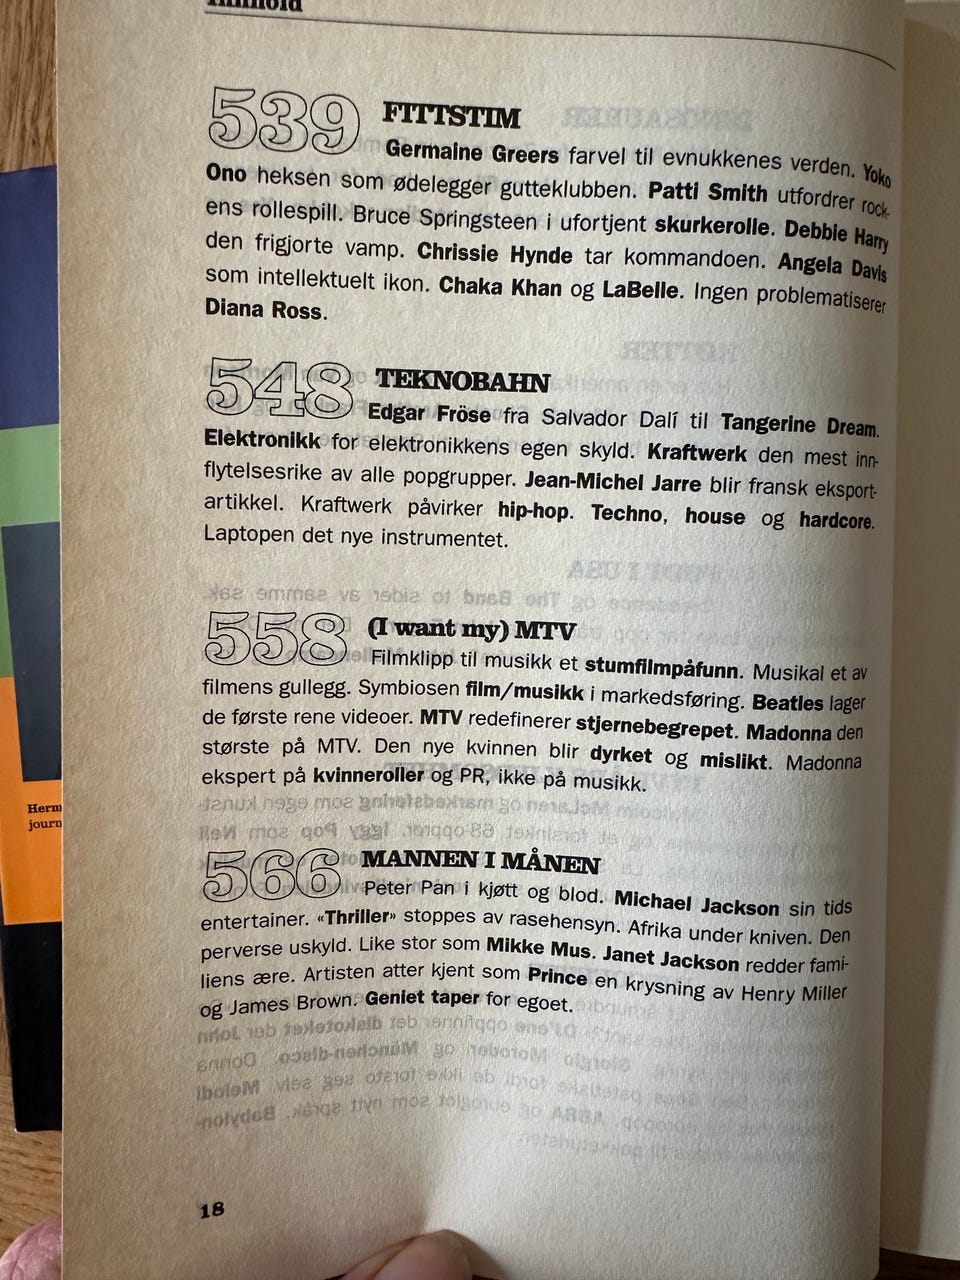 Innhold
539 FITTSTIM
Germaine Greers farvel til evnukkenes verden. Yoko
Ono heksen som ødelegger gutteklubben. Patti Smith utfordrer rock-
ens rollespill. Bruce Springsteen i ufortjent skurkerolle. Debbie Harry
den frigjorte vamp. Chrissie Hynde tar kommandoen. Angela Davis
som intellektuelt ikon. Chaka Khan og LaBelle. Ingen problematiserer
Diana Ross.
548 TEKNOBAHN
Edgar Fröse fra Salvador Dalí til Tangerine Dream.
Elektronikk for elektronikkens egen skyld. Kraftwerk den mest inn-
flytelsesrike av alle popgrupper. Jean-Michel Jarre blir fransk eksport-
artikkel. Kraftwerk påvirker hip-hop. Techno, house og hardcore.
Laptopen det nye instrumentet.
558 (I want my) MTV
Filmklipp til musikk et stumfilmpåfunn. Musikal et av
filmens gullegg. Symbiosen film/musikk i markedsføring. Beatles lager
de første rene videoer. MTV redefinerer stjernebegrepet. Madonna den
største på MTV. Den nye kvinnen blir dyrket og mislikt. Madonna
ekspert på kvinneroller og PR, ikke på musikk.
566 MANNEN I MÅNEN
Peter Pan i kjøtt og blod. Michael Jackson sin tids
entertainer. «Thriller» stoppes av rasehensyn. Afrika under kniven. Den
perverse uskyld. Like stor som Mikke Mus. Janet Jackson redder fami-
liens ære. Artisten atter kjent som Prince en krysning av Henry Miller
og James Brown. Geniet taper for egoet.
18
Herm
journ